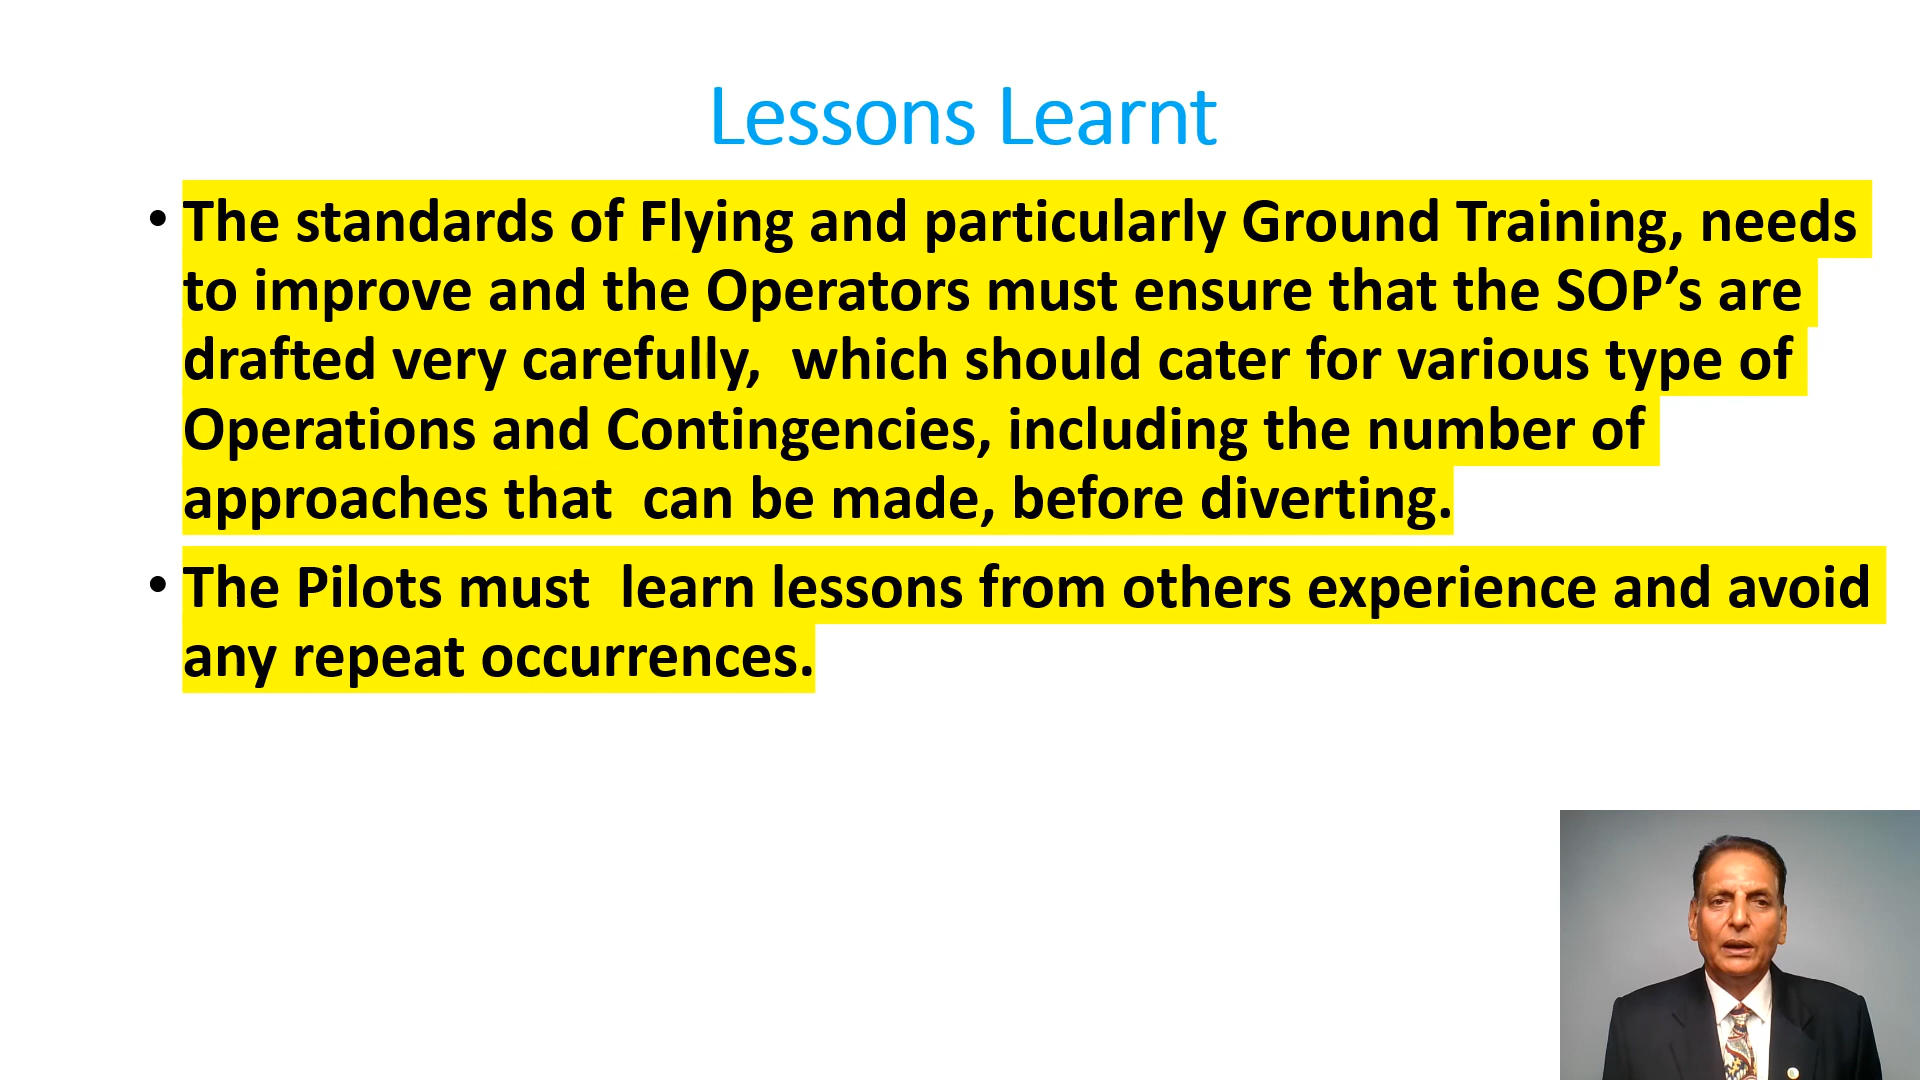 Lessons Learnt
• The standards of Flying and particularly Ground Training, needs
to improve and the Operators must ensure that the SOP’s are
drafted very carefully,  which should cater for various type of
Operations and Contingencies, including the number of
approaches that  can be made, before diverting.
• The Pilots must  learn lessons from others experience and avoid
any repeat occurrences.